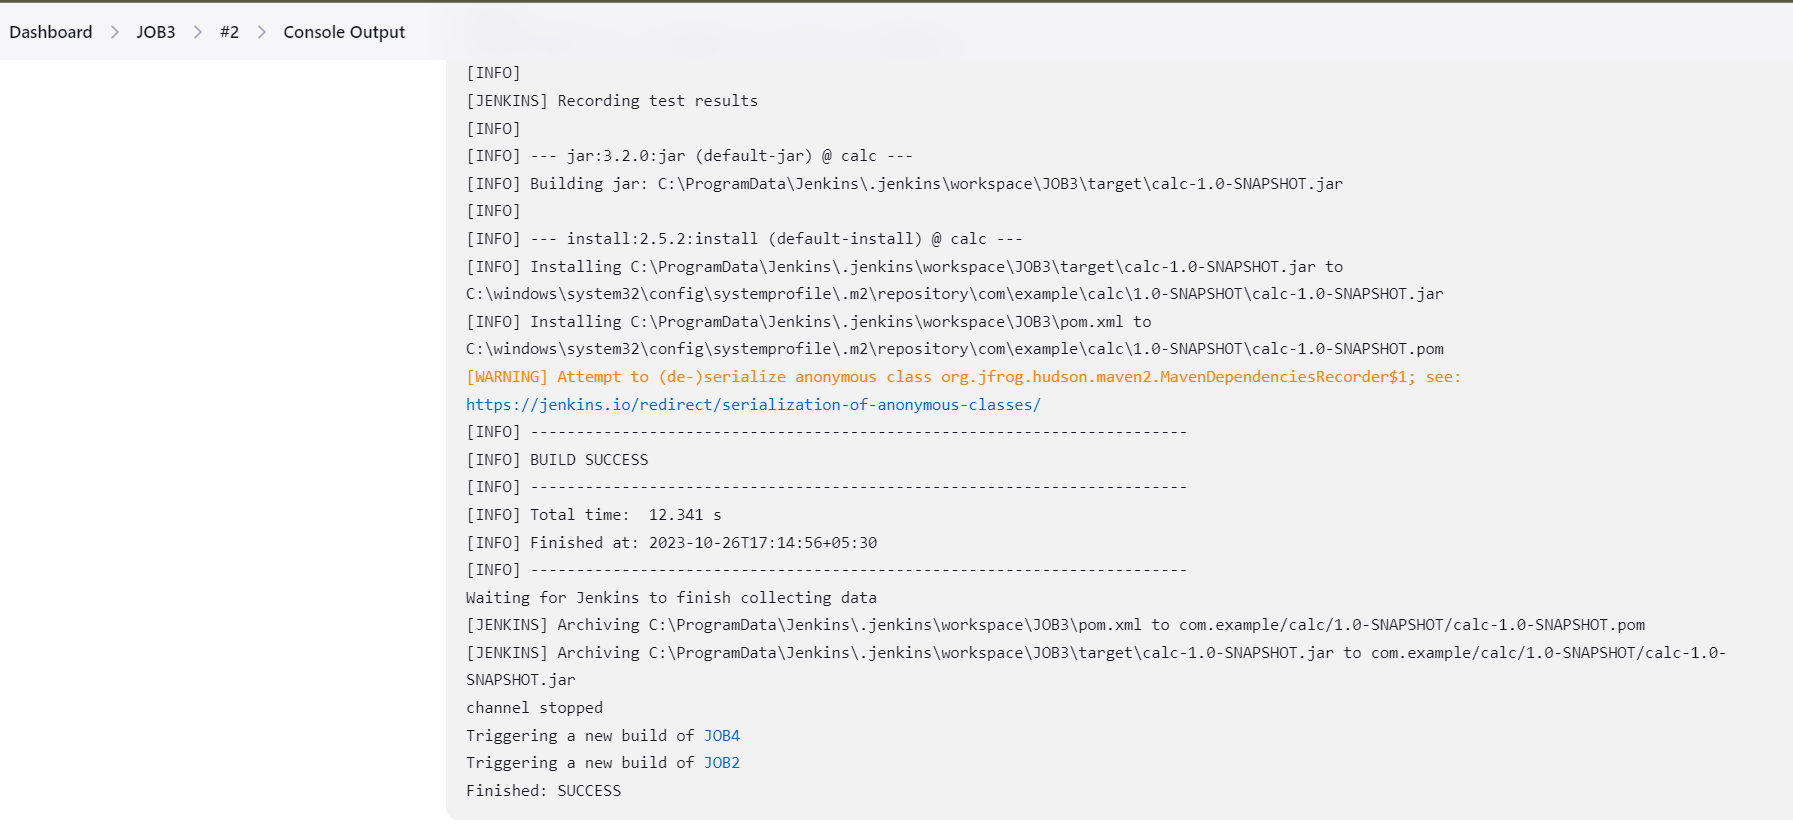 Dashboard > JOB3 > #2 > Console Output
[INFO]
[JENKINS] Recording test results
[INFO]
[INFO] --- jar:3.2.0:jar (default-jar) @ calc ---
[INFO] Building jar: C:\ProgramData\Jenkins\.jenkins\workspace\JOB3\target\calc-1.0-SNAPSHOT.jar
[INFO]
[INFO] --- install:2.5.2:install (default-install) @ calc ---
[INFO] Installing C:\ProgramData\Jenkins\.jenkins\workspace\JOB3\target\calc-1.0-SNAPSHOT.jar to
C:\windows\system32\config\systemprofile\.m2\repository\com\example\calc\1.0-SNAPSHOT\calc-1.0-SNAPSHOT.jar
[INFO] Installing C:\ProgramData\Jenkins\.jenkins\workspace\JOB3\pom.xml to
C:\windows\system32\config\systemprofile\.m2\repository\com\example\calc\1.0-SNAPSHOT\calc-1.0-SNAPSHOT.pom
[WARNING] Attempt to (de-)serialize anonymous class org.jfrog.hudson.maven2.MavenDependenciesRecorder$1; see:
https://jenkins.io/redirect/serialization-of-anonymous-classes/
[INFO] ------------------------------------------------------------------------
[INFO] BUILD SUCCESS
[INFO] ------------------------------------------------------------------------
[INFO] Total time:  12.341 s
[INFO] Finished at: 2023-10-26T17:14:56+05:30
[INFO] ------------------------------------------------------------------------
Waiting for Jenkins to finish collecting data
[JENKINS] Archiving C:\ProgramData\Jenkins\.jenkins\workspace\JOB3\pom.xml to com.example/calc/1.0-SNAPSHOT/calc-1.0-SNAPSHOT.pom
[JENKINS] Archiving C:\ProgramData\Jenkins\.jenkins\workspace\JOB3\target\calc-1.0-SNAPSHOT.jar to com.example/calc/1.0-SNAPSHOT/calc-1.0-
SNAPSHOT.jar
channel stopped
Triggering a new build of JOB4
Triggering a new build of JOB2
Finished: SUCCESS